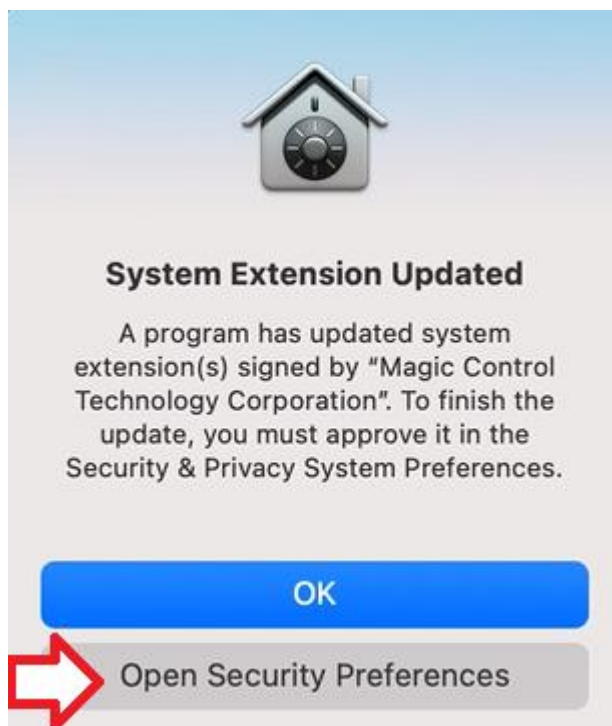 System Extension Updated
A program has updated system
extension(s) signed by “Magic Control
Technology Corporation”. To finish the
update, you must approve it in the
Security & Privacy System Preferences.
OK
Open Security Preferences